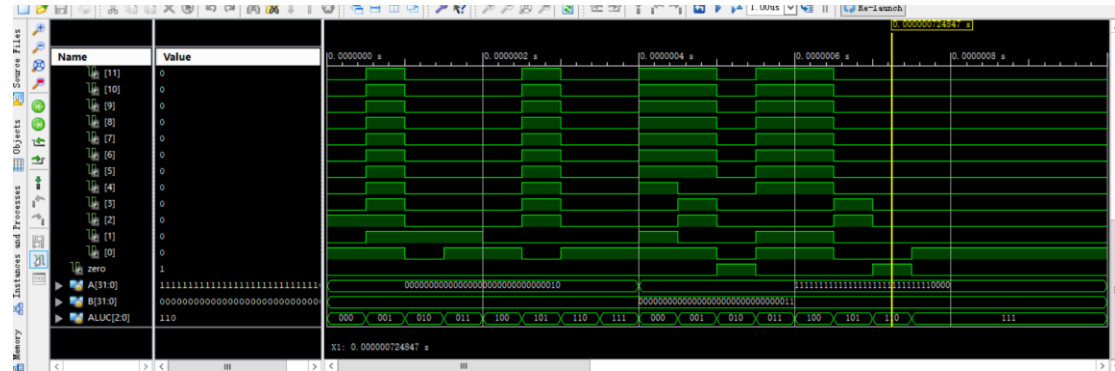 1.00us
Re-launch
0.000000724847 s
Source Files
Objects
Instances and Processes
Memory
Name
Value
0.0000000 s
0.0000002 s
0.0000004 s
0.0000006 s
0.0000008 s
[11]
0
[10]
0
[9]
0
[8]
0
[7]
0
[6]
0
[5]
0
[4]
0
[3]
0
[2]
0
[1]
0
[0]
0
zero
1
A[31:0]
B[31:0]
ALUC[2:0]
110
000 001 010 011 100 101 110 111 000 001 010 011 100 101 110 111
X1: 0.000000724847 s